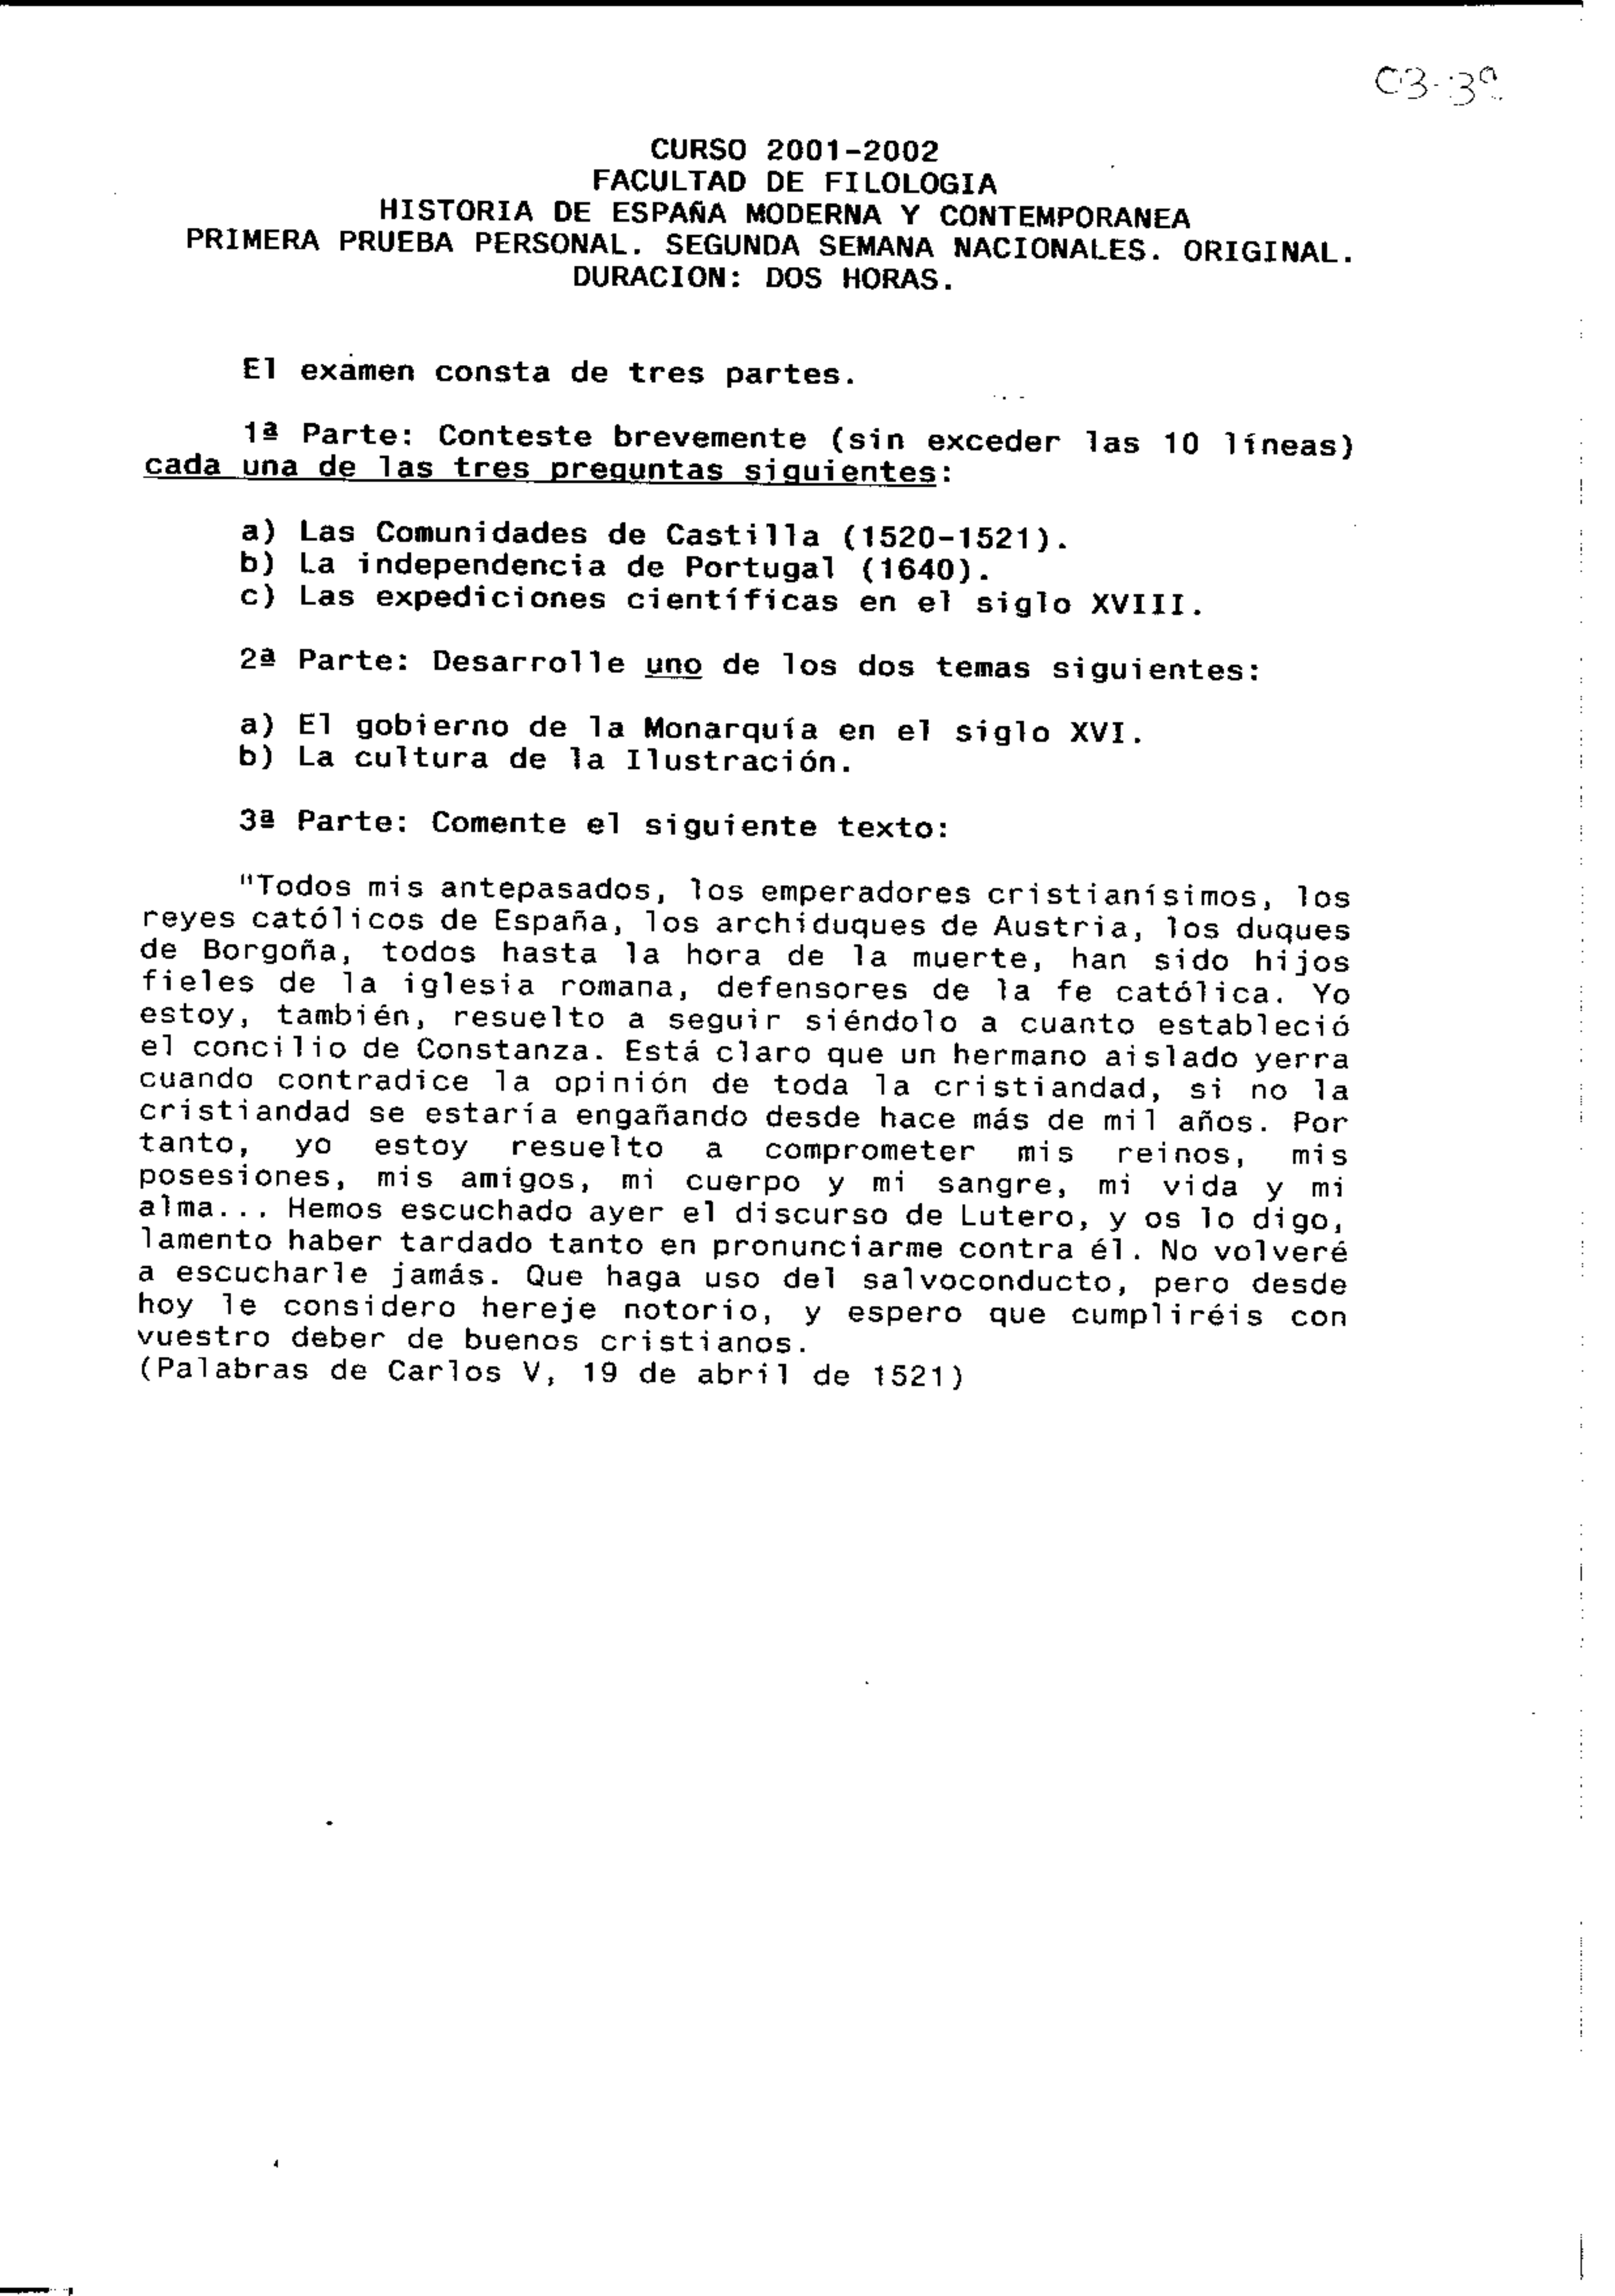 C3-3º
CURSO 2001-2002
FACULTAD DE FILOLOGIA
HISTORIA DE ESPAÑA MODERNA Y CONTEMPORANEA
PRIMERA PRUEBA PERSONAL. SEGUNDA SEMANA NACIONALES. ORIGINAL.
DURACION: DOS HORAS.
El examen consta de tres partes.
1ª Parte: Conteste brevemente (sin exceder las 10 líneas)
cada una de las tres preguntas siguientes:
a) Las Comunidades de Castilla (1520-1521).
b) La independencia de Portugal (1640).
c) Las expediciones científicas en el siglo XVIII.
2ª Parte: Desarrolle uno de los dos temas siguientes:
a) El gobierno de la Monarquía en el siglo XVI.
b) La cultura de la Ilustración.
3ª Parte: Comente el siguiente texto:
"Todos mis antepasados, los emperadores cristianísimos, los
reyes católicos de España, los archiduques de Austria, los duques
de Borgoña, todos hasta la hora de la muerte, han sido hijos
fieles de la iglesia romana, defensores de la fe católica. Yo
estoy, también, resuelto a seguir siéndolo a cuanto estableció
el concilio de Constanza. Está claro que un hermano aislado yerra
cuando contradice la opinión de toda la cristiandad, si no la
cristiandad se estaría engañando desde hace más de mil años. Por
tanto, yo estoy resuelto a comprometer mis reinos, mis
posesiones, mis amigos, mi cuerpo y mi sangre, mi vida y mi
alma... Hemos escuchado ayer el discurso de Lutero, y os lo digo,
lamento haber tardado tanto en pronunciarme contra él. No volveré
a escucharle jamás. Que haga uso del salvoconducto, pero desde
hoy le considero hereje notorio, y espero que cumpliréis con
vuestro deber de buenos cristianos.
(Palabras de Carlos V, 19 de abril de 1521)